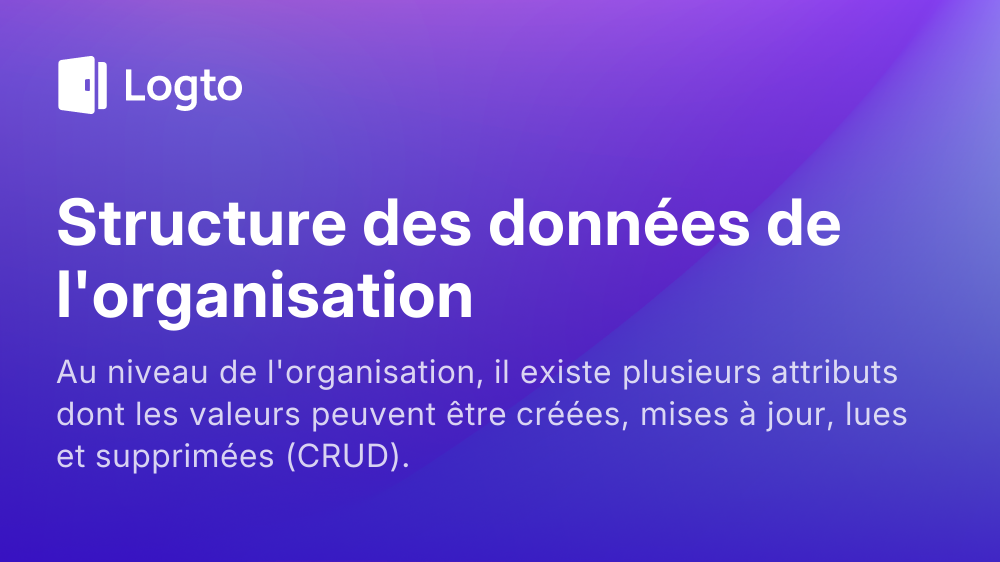 Logto
Structure des données de
l'organisation
Au niveau de l'organisation, il existe plusieurs attributs
dont les valeurs peuvent être créées, mises à jour, lues
et supprimées (CRUD).